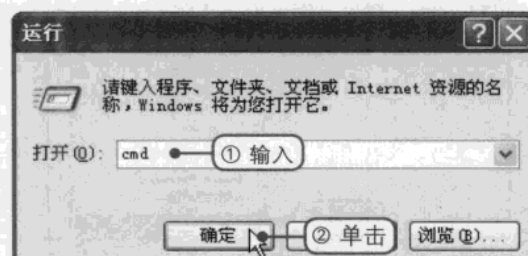 运行
请键入程序、文件夹、文档或 Internet 资源的名
称，Windows 将为您打开它。
打开(O): cmd ① 输入
确定 ② 单击 浏览(B)...